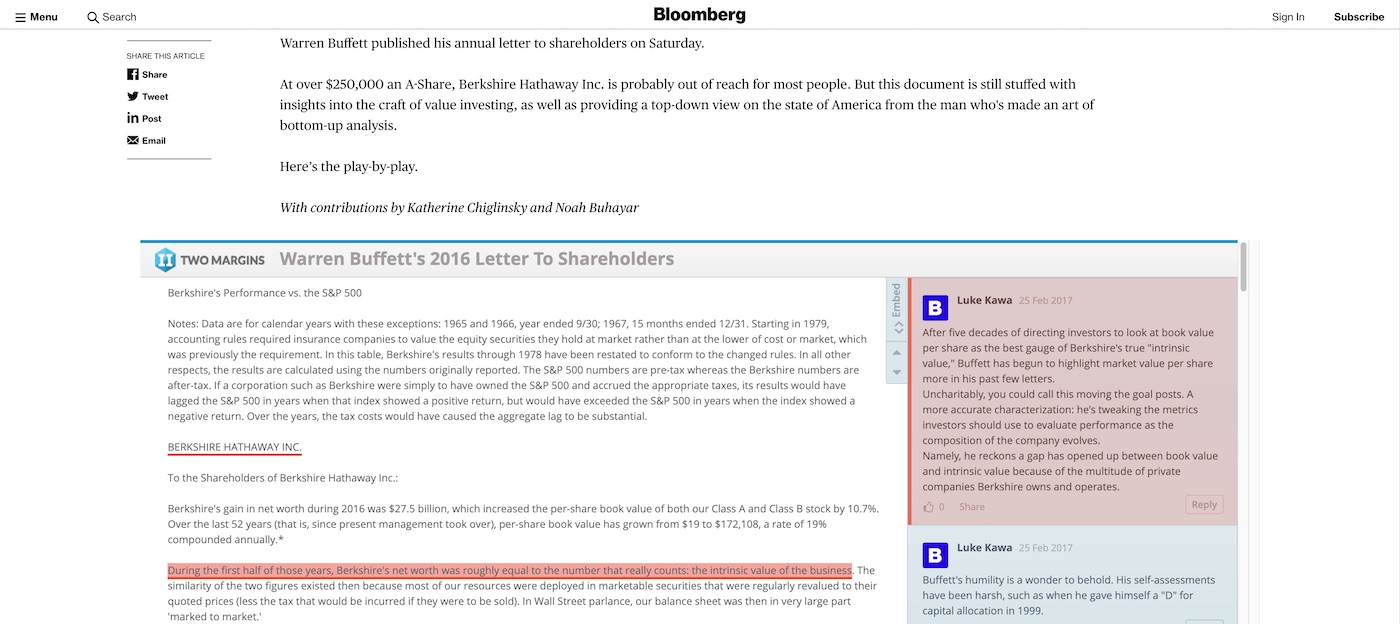 Menu
Search
Bloomberg
Sign In
Subscribe
SHARE THIS ARTICLE
Share
Tweet
Post
Email
Warren Buffett published his annual letter to shareholders on Saturday.
At over $250,000 an A-Share, Berkshire Hathaway Inc. is probably out of reach for most people. But this document is still stuffed with
insights into the craft of value investing, as well as providing a top-down view on the state of America from the man who's made an art of
bottom-up analysis.
Here's the play-by-play.
With contributions by Katherine Chiglinsky and Noah Buhayar
TWO MARGINS
Warren Buffett's 2016 Letter To Shareholders
Berkshire's Performance vs. the S&P 500
Notes: Data are for calendar years with these exceptions: 1965 and 1966, year ended 9/30; 1967, 15 months ended 12/31. Starting in 1979,
accounting rules required insurance companies to value the equity securities they hold at market rather than at the lower of cost or market, which
was previously the requirement. In this table, Berkshire's results through 1978 have been restated to conform to the changed rules. In all other
respects, the results are calculated using the numbers originally reported. The S&P 500 numbers are pre-tax whereas the Berkshire numbers are
after-tax. If a corporation such as Berkshire were simply to have owned the S&P 500 and accrued the appropriate taxes, its results would have
lagged the S&P 500 in years when that index showed a positive return, but would have exceeded the S&P 500 in years when the index showed a
negative return. Over the years, the tax costs would have caused the aggregate lag to be substantial.
BERKSHIRE HATHAWAY INC.
To the Shareholders of Berkshire Hathaway Inc.:
Berkshire's gain in net worth during 2016 was $27.5 billion, which increased the per-share book value of both our Class A and Class B stock by 10.7%.
Over the last 52 years (that is, since present management took over), per-share book value has grown from $19 to $172,108, a rate of 19%
compounded annually.*
During the first half of those years, Berkshire's net worth was roughly equal to the number that really counts: the intrinsic value of the business. The
similarity of the two figures existed then because most of our resources were deployed in marketable securities that were regularly revalued to their
quoted prices (less the tax that would be incurred if they were to be sold). In Wall Street parlance, our balance sheet was then in very large part
'marked to market.'
Embed
B
Luke Kawa 25 Feb 2017
After five decades of directing investors to look at book value
per share as the best gauge of Berkshire's true "intrinsic
value," Buffett has begun to highlight market value per share
more in his past few letters.
Uncharitably, you could call this moving the goal posts. A
more accurate characterization: he's tweaking the metrics
investors should use to evaluate performance as the
composition of the company evolves.
Namely, he reckons a gap has opened up between book value
and intrinsic value because of the multitude of private
companies Berkshire owns and operates.
0 Share
Reply
B
Luke Kawa 25 Feb 2017
Buffett's humility is a wonder to behold. His self-assessments
have been harsh, such as when he gave himself a "D" for
capital allocation in 1999.